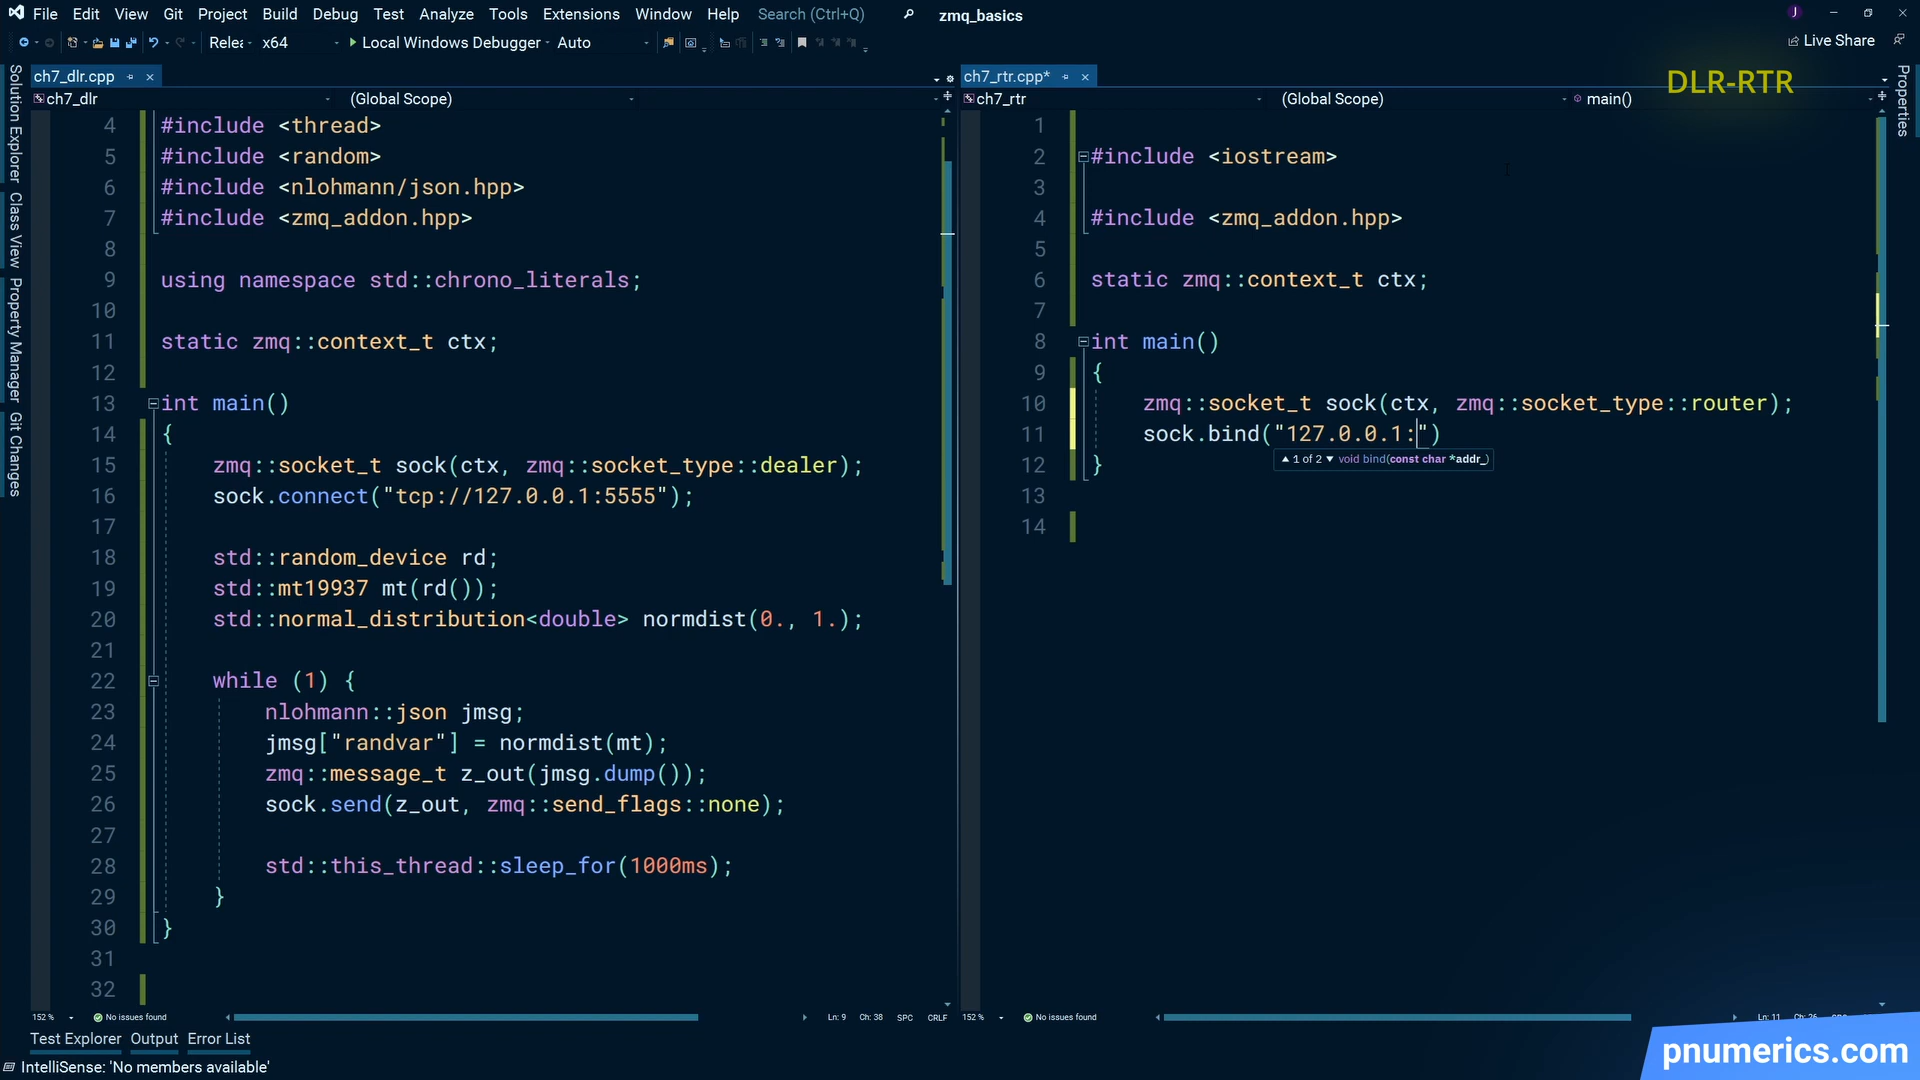 File Edit View Git Project Build Debug Test Analyze Tools Extensions Window Help Search (Ctrl+Q) zmq_basics J
Relea x64 Local Windows Debugger Auto Live Share
DLR-RTR
Solution Explorer
Class View
Property Manager
Git Changes
Properties
ch7_dlr.cpp
ch7_dlr (Global Scope)
4 #include <thread>
5 #include <random>
6 #include <nlohmann/json.hpp>
7 #include <zmq_addon.hpp>
8
9 using namespace std::chrono_literals;
10
11 static zmq::context_t ctx;
12
13 int main()
14 {
15 zmq::socket_t sock(ctx, zmq::socket_type::dealer);
16 sock.connect("tcp://127.0.0.1:5555");
17
18 std::random_device rd;
19 std::mt19937 mt(rd());
20 std::normal_distribution<double> normdist(0., 1.);
21
22 while (1) {
23 nlohmann::json jmsg;
24 jmsg["randvar"] = normdist(mt);
25 zmq::message_t z_out(jmsg.dump());
26 sock.send(z_out, zmq::send_flags::none);
27
28 std::this_thread::sleep_for(1000ms);
29 }
30 }
31
32
152 % No issues found Ln: 9 Ch: 38 SPC CRLF
ch7_rtr.cpp*
ch7_rtr (Global Scope) main()
1
2 #include <iostream>
3
4 #include <zmq_addon.hpp>
5
6 static zmq::context_t ctx;
7
8 int main()
9 {
10 zmq::socket_t sock(ctx, zmq::socket_type::router);
11 sock.bind("127.0.0.1:")
1 of 2 void bind(const char *addr_)
12 }
13
14
152 % No issues found Ln: 11
Test Explorer Output Error List
IntelliSense: 'No members available'
pnumerics.com